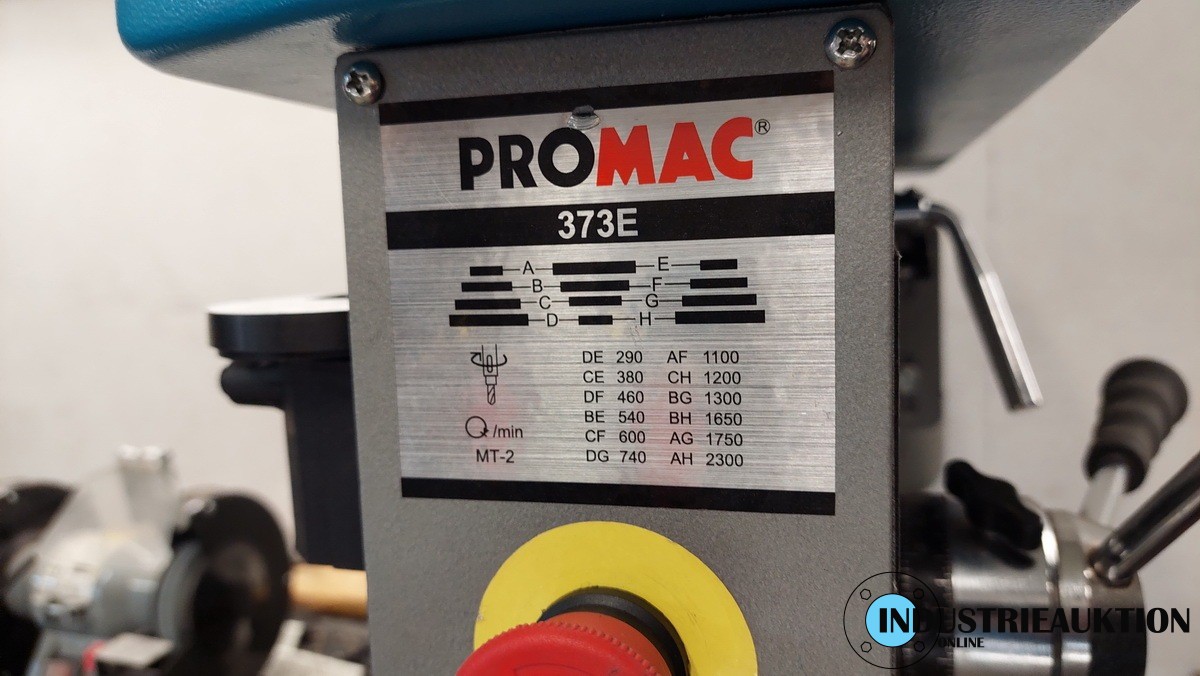 PROMAC®
373E
A E
B F
C G
D H
DE 290 AF 1100
CE 380 CH 1200
DF 460 BG 1300
BE 540 BH 1650
CF 600 AG 1750
DG 740 AH 2300
/min
MT-2
INDUSTRIEAUKTION
ONLINE